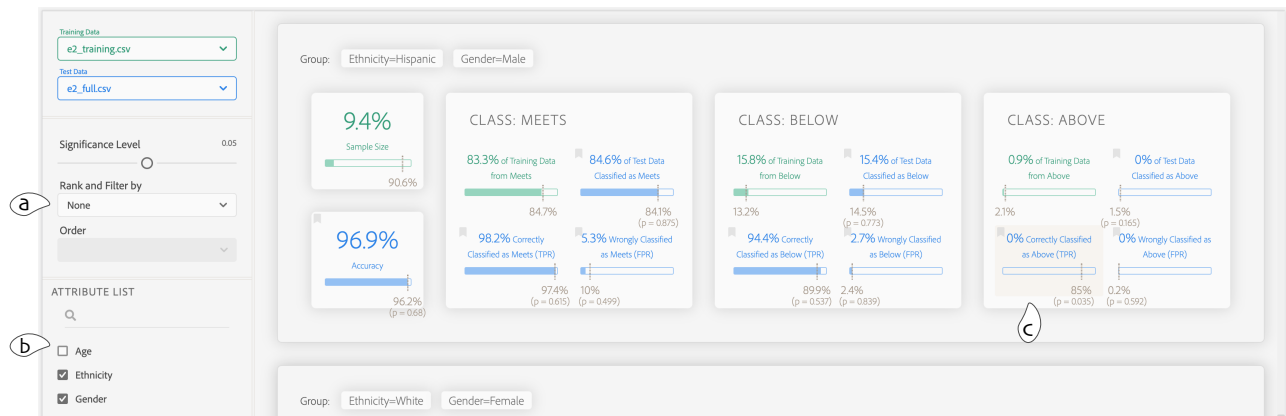 Training Data
e2_training.csv
Test Data
e2_full.csv
Significance Level 0.05
Rank and Filter by
None
Order
ATTRIBUTE LIST
Age
Ethnicity
Gender
a
b
Group: Ethnicity=Hispanic Gender=Male
9.4%
Sample Size
90.6%
96.9%
Accuracy
96.2%
(p = 0.68)
CLASS: MEETS
83.3% of Training Data
from Meets
84.7%
84.6% of Test Data
Classified as Meets
84.1%
(p = 0.875)
98.2% Correctly
Classified as Meets (TPR)
97.4%
(p = 0.615)
5.3% Wrongly Classified
as Meets (FPR)
10%
(p = 0.499)
CLASS: BELOW
15.8% of Training Data
from Below
13.2%
15.4% of Test Data
Classified as Below
14.5%
(p = 0.773)
94.4% Correctly
Classified as Below (TPR)
89.9%
(p = 0.537)
2.7% Wrongly Classified
as Below (FPR)
2.4%
(p = 0.839)
CLASS: ABOVE
0.9% of Training Data
from Above
2.1%
0% of Test Data
Classified as Above
1.5%
(p = 0.165)
0% Correctly Classified
as Above (TPR)
85%
(p = 0.035)
0% Wrongly Classified as
Above (FPR)
0.2%
(p = 0.592)
c
Group: Ethnicity=White Gender=Female